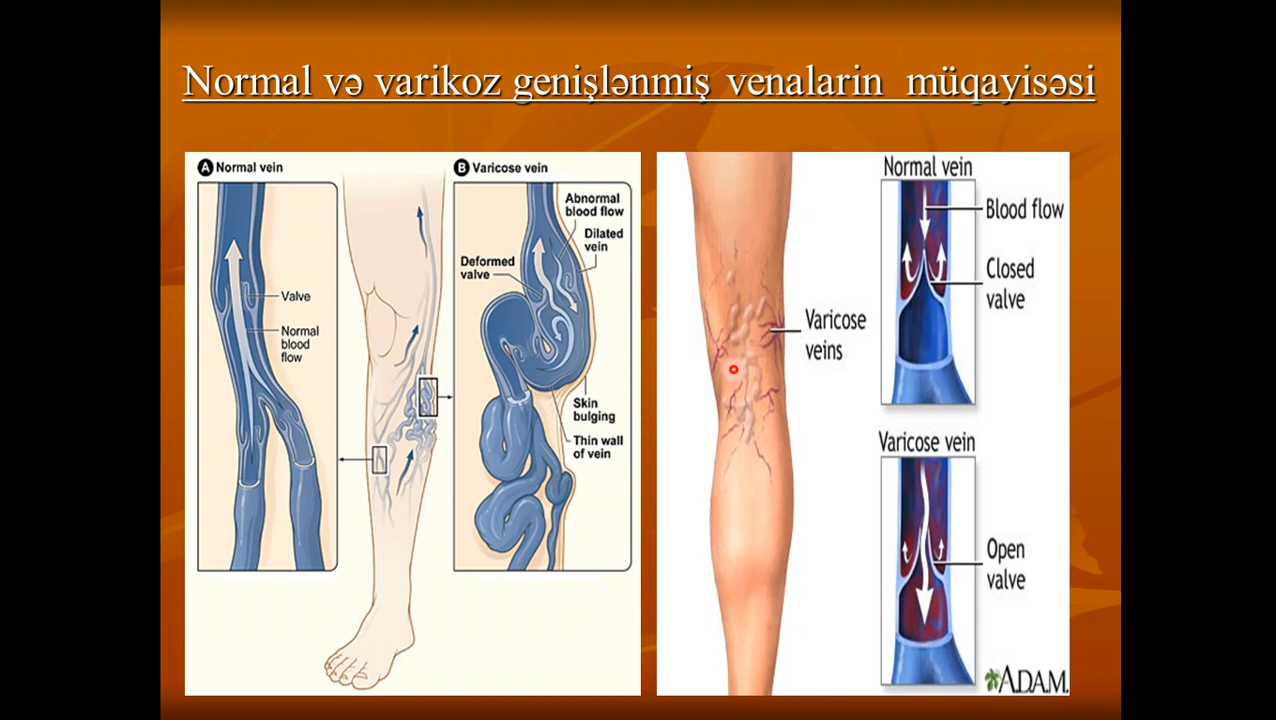 Normal və varikoz genişlənmiş venalarin müqayisəsi
A Normal vein
Valve
Normal
blood
flow
B Varicose vein
Abnormal
blood flow
Dilated
vein
Deformed
valve
Skin
bulging
Thin wall
of vein
Varicose
veins
Normal vein
Blood flow
Closed
valve
Varicose vein
Open
valve
A.D.A.M.